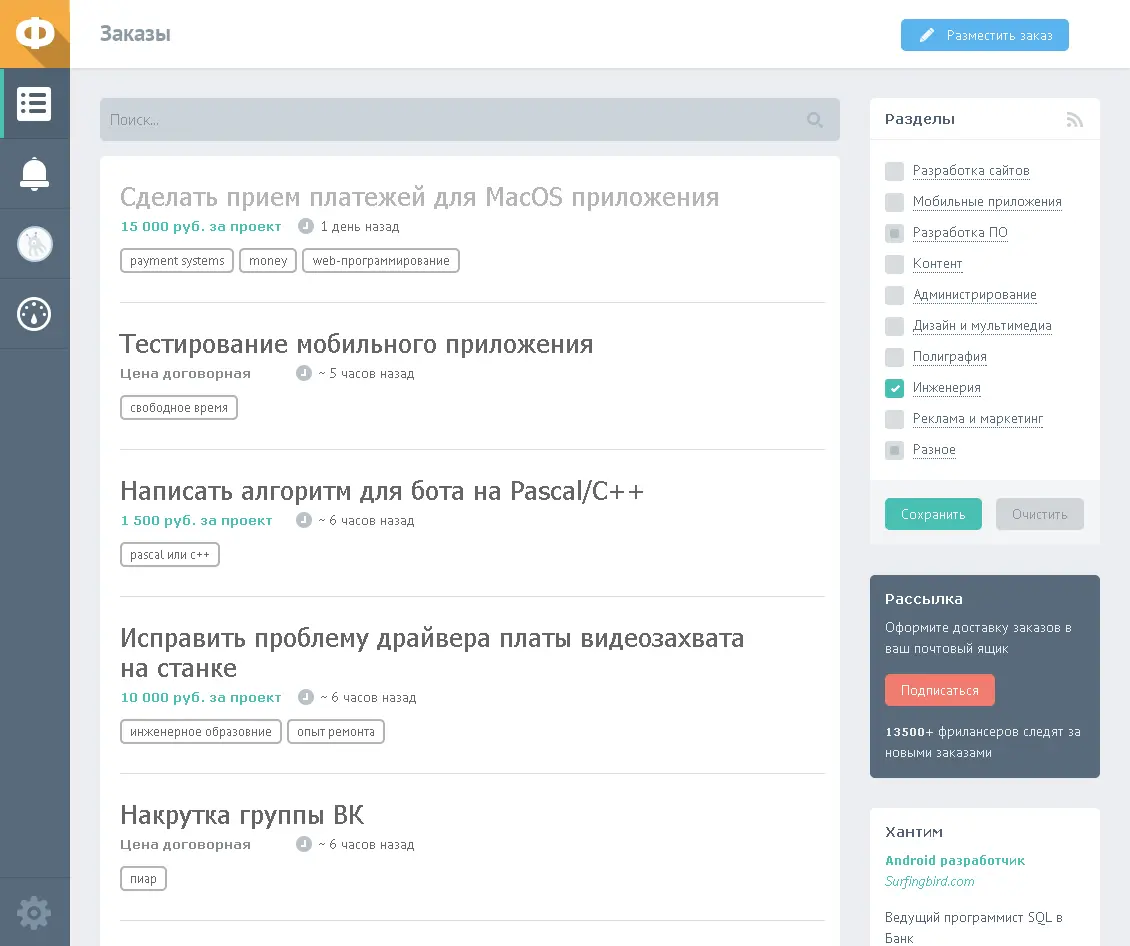 Ф
Заказы
Разместить заказ
Поиск...
Сделать прием платежей для MacOS приложения
15 000 руб. за проект 1 день назад
payment systems money web-программирование
Тестирование мобильного приложения
Цена договорная ~ 5 часов назад
свободное время
Написать алгоритм для бота на Pascal/C++
1 500 руб. за проект ~ 6 часов назад
pascal или c++
Исправить проблему драйвера платы видеозахвата
на станке
10 000 руб. за проект ~ 6 часов назад
инженерное образовние опыт ремонта
Накрутка группы ВК
Цена договорная ~ 6 часов назад
пиар
Разделы
Разработка сайтов
Мобильные приложения
Разработка ПО
Контент
Администрирование
Дизайн и мультимедиа
Полиграфия
Инженерия
Реклама и маркетинг
Разное
Сохранить Очистить
Рассылка
Оформите доставку заказов в
ваш почтовый ящик
Подписаться
13500+ фрилансеров следят за
новыми заказами
Хантим
Android разработчик
Surfingbird.com
Ведущий программист SQL в
Банк